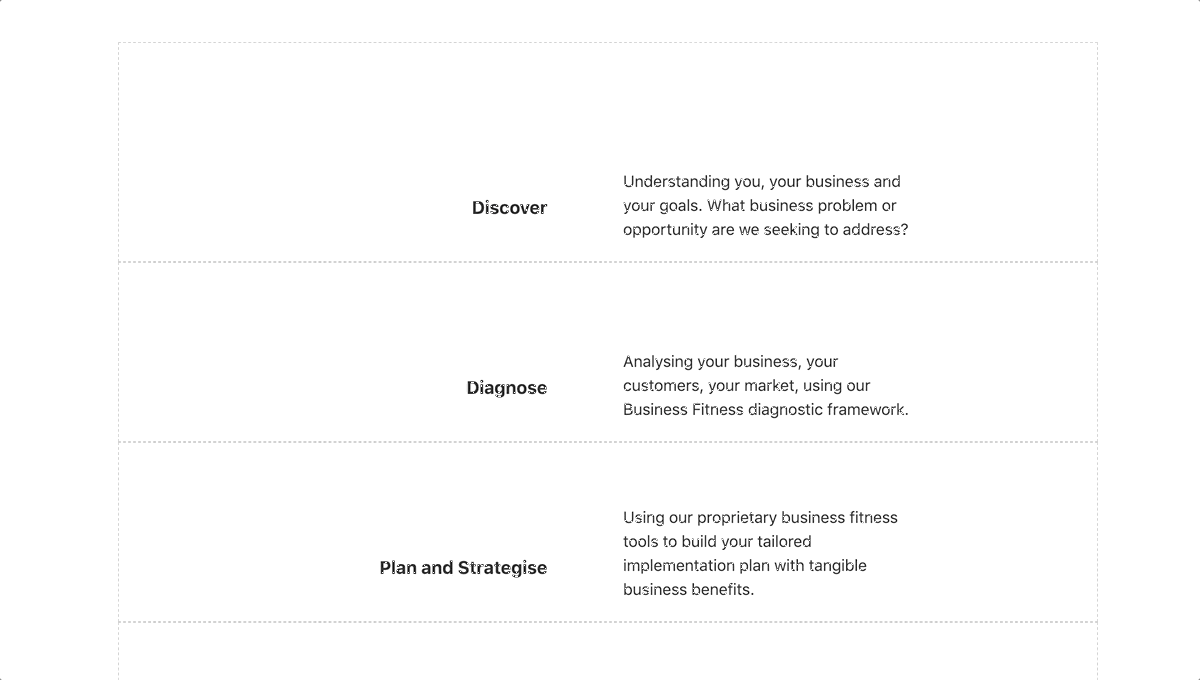 Discover
Understanding you, your business and
your goals. What business problem or
opportunity are we seeking to address?
Diagnose
Analysing your business, your
customers, your market, using our
Business Fitness diagnostic framework.
Plan and Strategise
Using our proprietary business fitness
tools to build your tailored
implementation plan with tangible
business benefits.